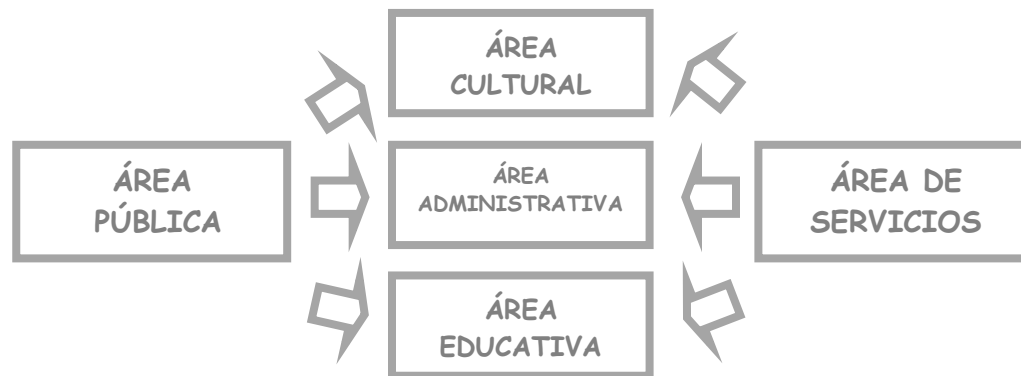 ÁREA
CULTURAL
ÁREA
PÚBLICA
ÁREA
ADMINISTRATIVA
ÁREA DE
SERVICIOS
ÁREA
EDUCATIVA